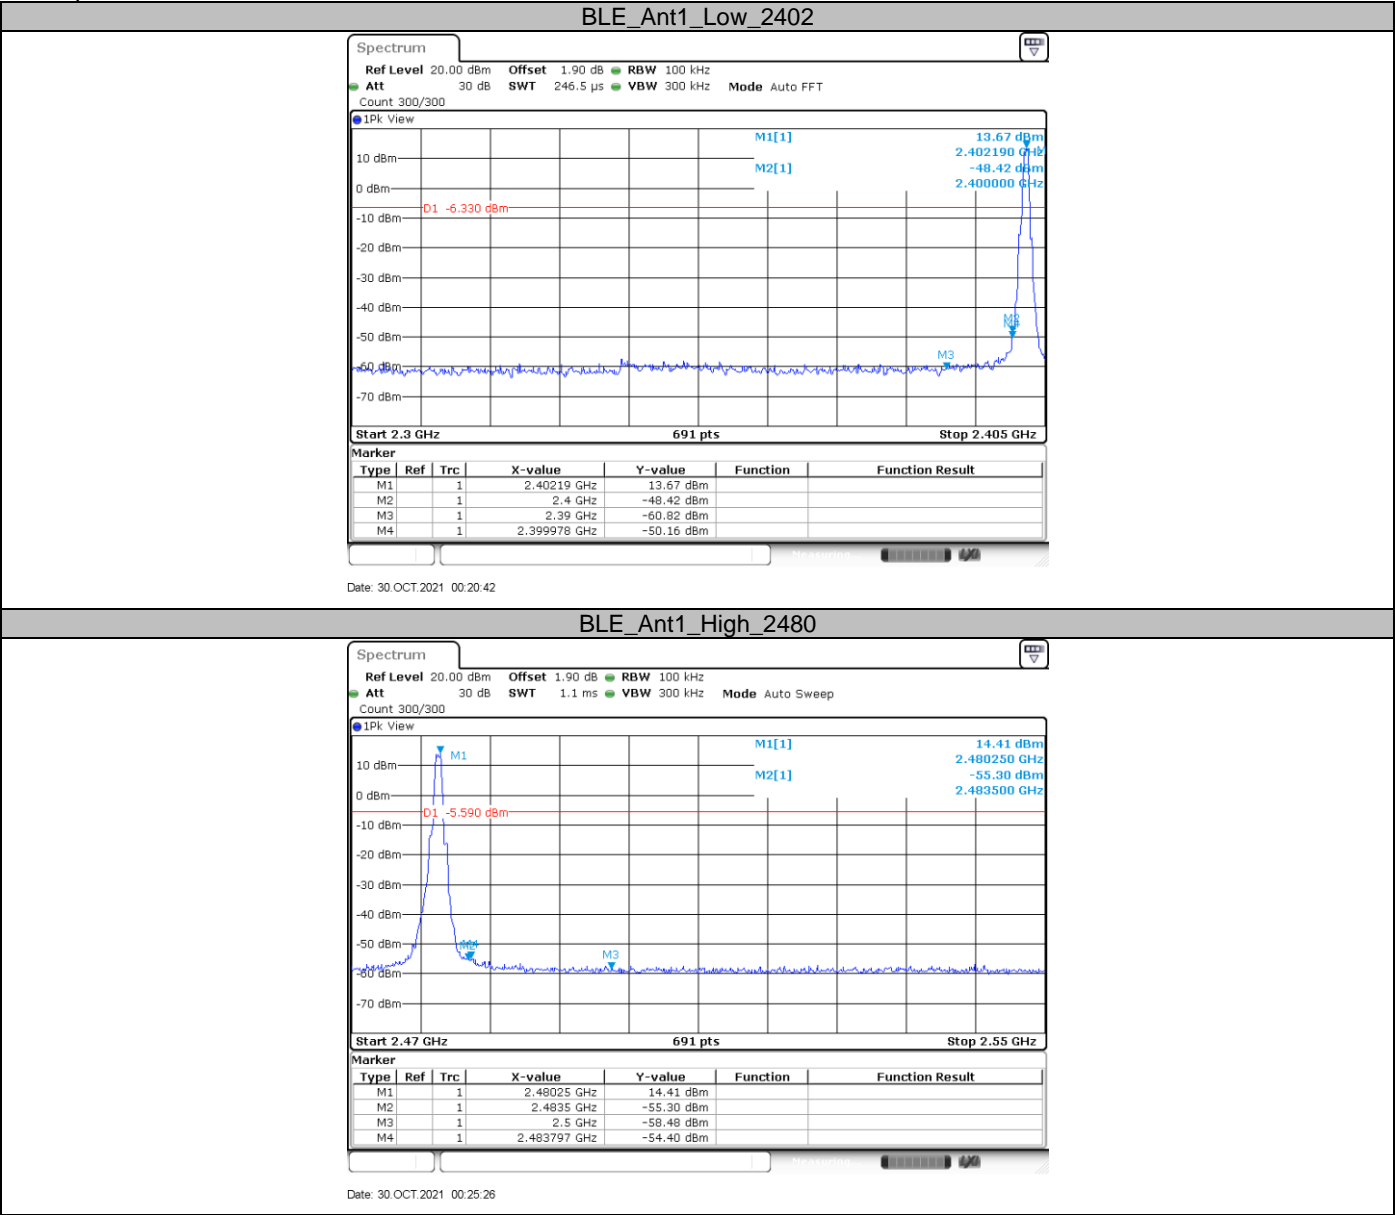 BLE_Ant1_Low_2402
Spectrum
Ref Level 20.00 dBm Offset 1.90 dB RBW 100 kHz
Att 30 dB SWT 246.5 µs VBW 300 kHz Mode Auto FFT
Count 300/300
1Pk View
M1[1] 13.67 dBm
2.402190 GHz
M2[1] -48.42 dBm
2.400000 GHz
10 dBm
0 dBm
D1 -6.330 dBm
-10 dBm
-20 dBm
-30 dBm
-40 dBm
-50 dBm
M3
-60 dBm
-70 dBm
Start 2.3 GHz 691 pts Stop 2.405 GHz
Marker
Type Ref Trc X-value Y-value Function Function Result
M1 1 2.40219 GHz 13.67 dBm
M2 1 2.4 GHz -48.42 dBm
M3 1 2.39 GHz -60.82 dBm
M4 1 2.399978 GHz -50.16 dBm
Measuring...
Date: 30.OCT.2021 00:20:42
BLE_Ant1_High_2480
Spectrum
Ref Level 20.00 dBm Offset 1.90 dB RBW 100 kHz
Att 30 dB SWT 1.1 ms VBW 300 kHz Mode Auto Sweep
Count 300/300
1Pk View
M1[1] 14.41 dBm
2.480250 GHz
M2[1] -55.30 dBm
2.483500 GHz
M1
10 dBm
0 dBm
D1 -5.590 dBm
-10 dBm
-20 dBm
-30 dBm
-40 dBm
-50 dBm
M2
M3
-60 dBm
-70 dBm
Start 2.47 GHz 691 pts Stop 2.55 GHz
Marker
Type Ref Trc X-value Y-value Function Function Result
M1 1 2.48025 GHz 14.41 dBm
M2 1 2.4835 GHz -55.30 dBm
M3 1 2.5 GHz -58.48 dBm
M4 1 2.483797 GHz -54.40 dBm
Measuring...
Date: 30.OCT.2021 00:25:26